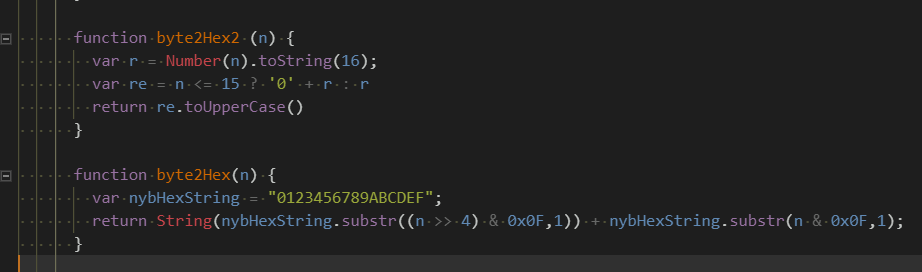 function byte2Hex2 (n) {
var r = Number(n).toString(16);
var re = n <= 15 ? '0' + r : r
return re.toUpperCase()
}
function byte2Hex(n) {
var nybHexString = "0123456789ABCDEF";
return String(nybHexString.substr((n >> 4) & 0x0F,1)) + nybHexString.substr(n & 0x0F,1);
}